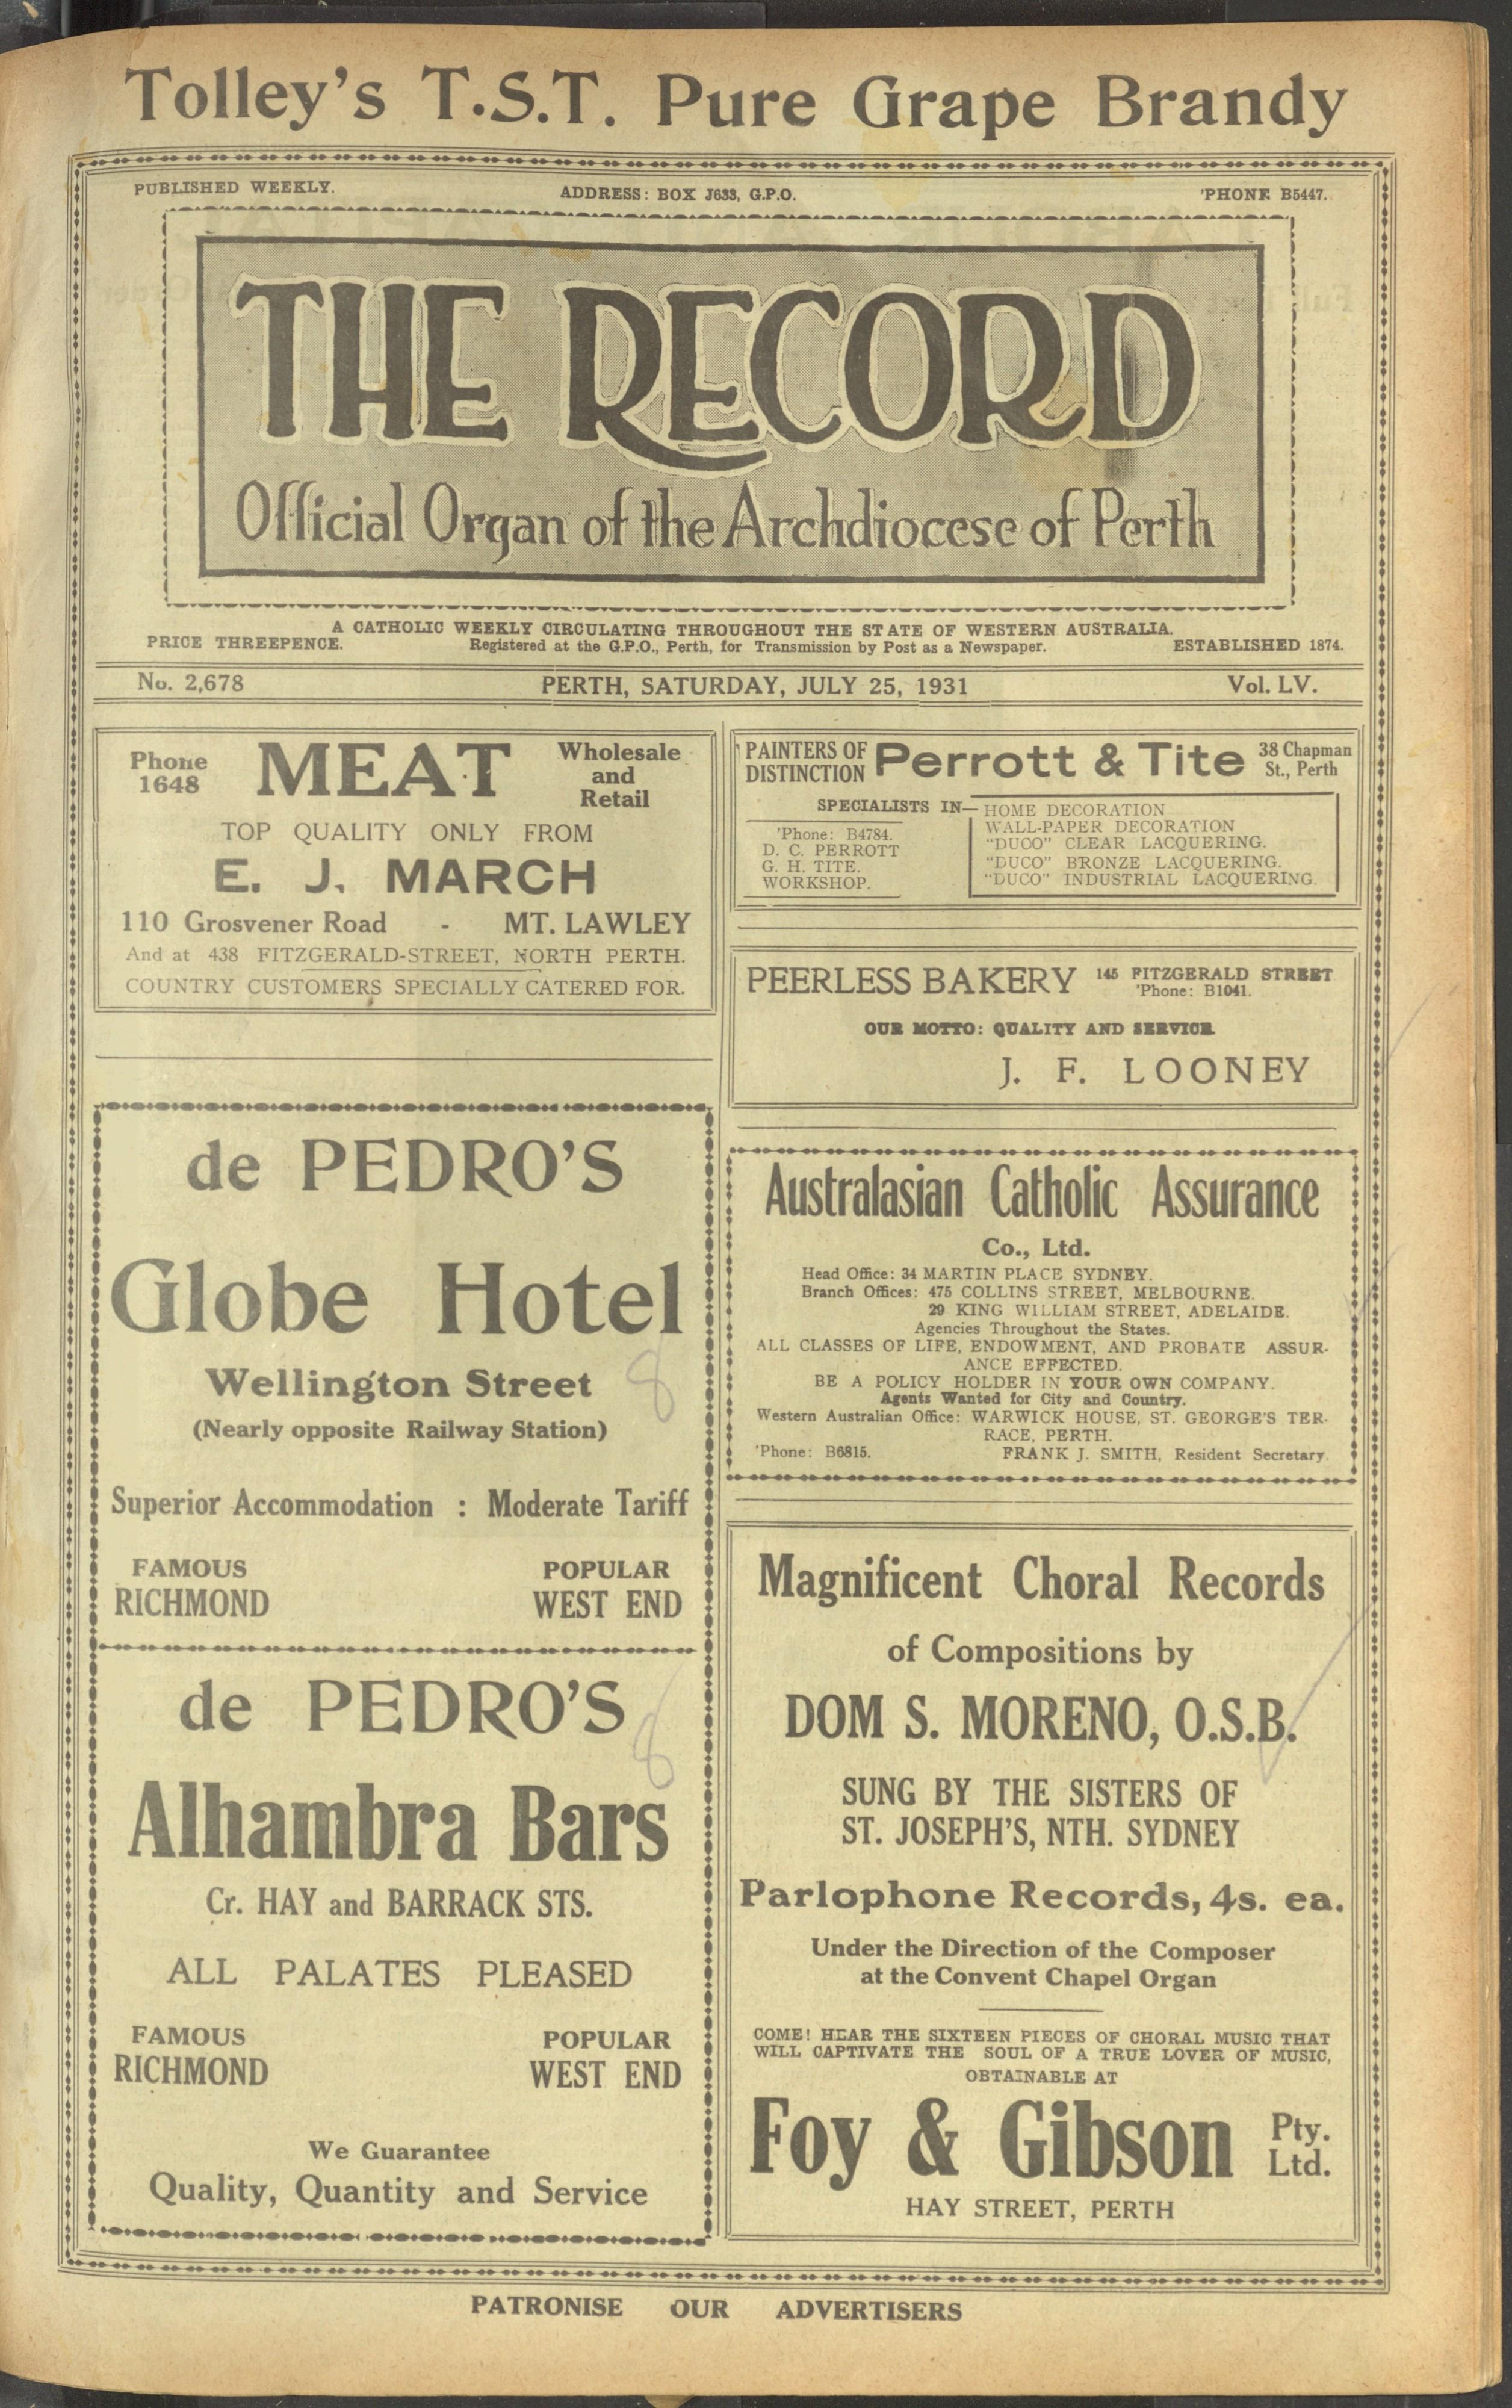 Tolley's T.S.T. Pure Grape Brandy
PUBLISHED WEEKLY.
ADDRESS: BOX J633, G.P.O.
'PHONE B5447.
THE RECORD
Official Organ of the Archdiocese of Perth
A CATHOLIC WEEKLY CIRCULATING THROUGHOUT THE STATE OF WESTERN AUSTRALIA.
PRICE THREEPENCE.
Registered at the G.P.O., Perth, for Transmission by Post as a Newspaper.
ESTABLISHED 1874.
No. 2,678
PERTH, SATURDAY, JULY 25, 1931
Vol. LV.
Phone
1648
MEAT
Wholesale
and
Retail
TOP QUALITY ONLY FROM
E. J. MARCH
110 Grosvener Road - MT. LAWLEY
And at 438 FITZGERALD-STREET, NORTH PERTH.
COUNTRY CUSTOMERS SPECIALLY CATERED FOR.
de PEDRO'S
Globe Hotel
Wellington Street
8
(Nearly opposite Railway Station)
Superior Accommodation : Moderate Tariff
FAMOUS POPULAR
RICHMOND WEST END
de PEDRO'S
8
Alhambra Bars
Cr. HAY and BARRACK STS.
ALL PALATES PLEASED
FAMOUS POPULAR
RICHMOND WEST END
We Guarantee
Quality, Quantity and Service
PAINTERS OF
DISTINCTION
Perrott & Tite
38 Chapman
St., Perth
SPECIALISTS IN—
HOME DECORATION
WALL-PAPER DECORATION
"DUCO" CLEAR LACQUERING.
"DUCO" BRONZE LACQUERING.
"DUCO" INDUSTRIAL LACQUERING.
'Phone: B4784.
D. C. PERROTT
G. H. TITE.
WORKSHOP.
PEERLESS BAKERY
145 FITZGERALD STREET
'Phone: B1041.
OUR MOTTO: QUALITY AND SERVICE
J. F. LOONEY
Australasian Catholic Assurance
Co., Ltd.
Head Office: 34 MARTIN PLACE SYDNEY.
Branch Offices: 475 COLLINS STREET, MELBOURNE.
29 KING WILLIAM STREET, ADELAIDE.
Agencies Throughout the States.
ALL CLASSES OF LIFE, ENDOWMENT, AND PROBATE ASSUR-
ANCE EFFECTED.
BE A POLICY HOLDER IN YOUR OWN COMPANY.
Agents Wanted for City and Country.
Western Australian Office: WARWICK HOUSE, ST. GEORGE'S TER-
RACE, PERTH.
'Phone: B6815. FRANK J. SMITH, Resident Secretary.
Magnificent Choral Records
of Compositions by
DOM S. MORENO, O.S.B.
SUNG BY THE SISTERS OF
ST. JOSEPH'S, NTH. SYDNEY
Parlophone Records, 4s. ea.
Under the Direction of the Composer
at the Convent Chapel Organ
COME! HEAR THE SIXTEEN PIECES OF CHORAL MUSIC THAT
WILL CAPTIVATE THE SOUL OF A TRUE LOVER OF MUSIC,
OBTAINABLE AT
Foy & Gibson Pty.
Ltd.
HAY STREET, PERTH
PATRONISE OUR ADVERTISERS